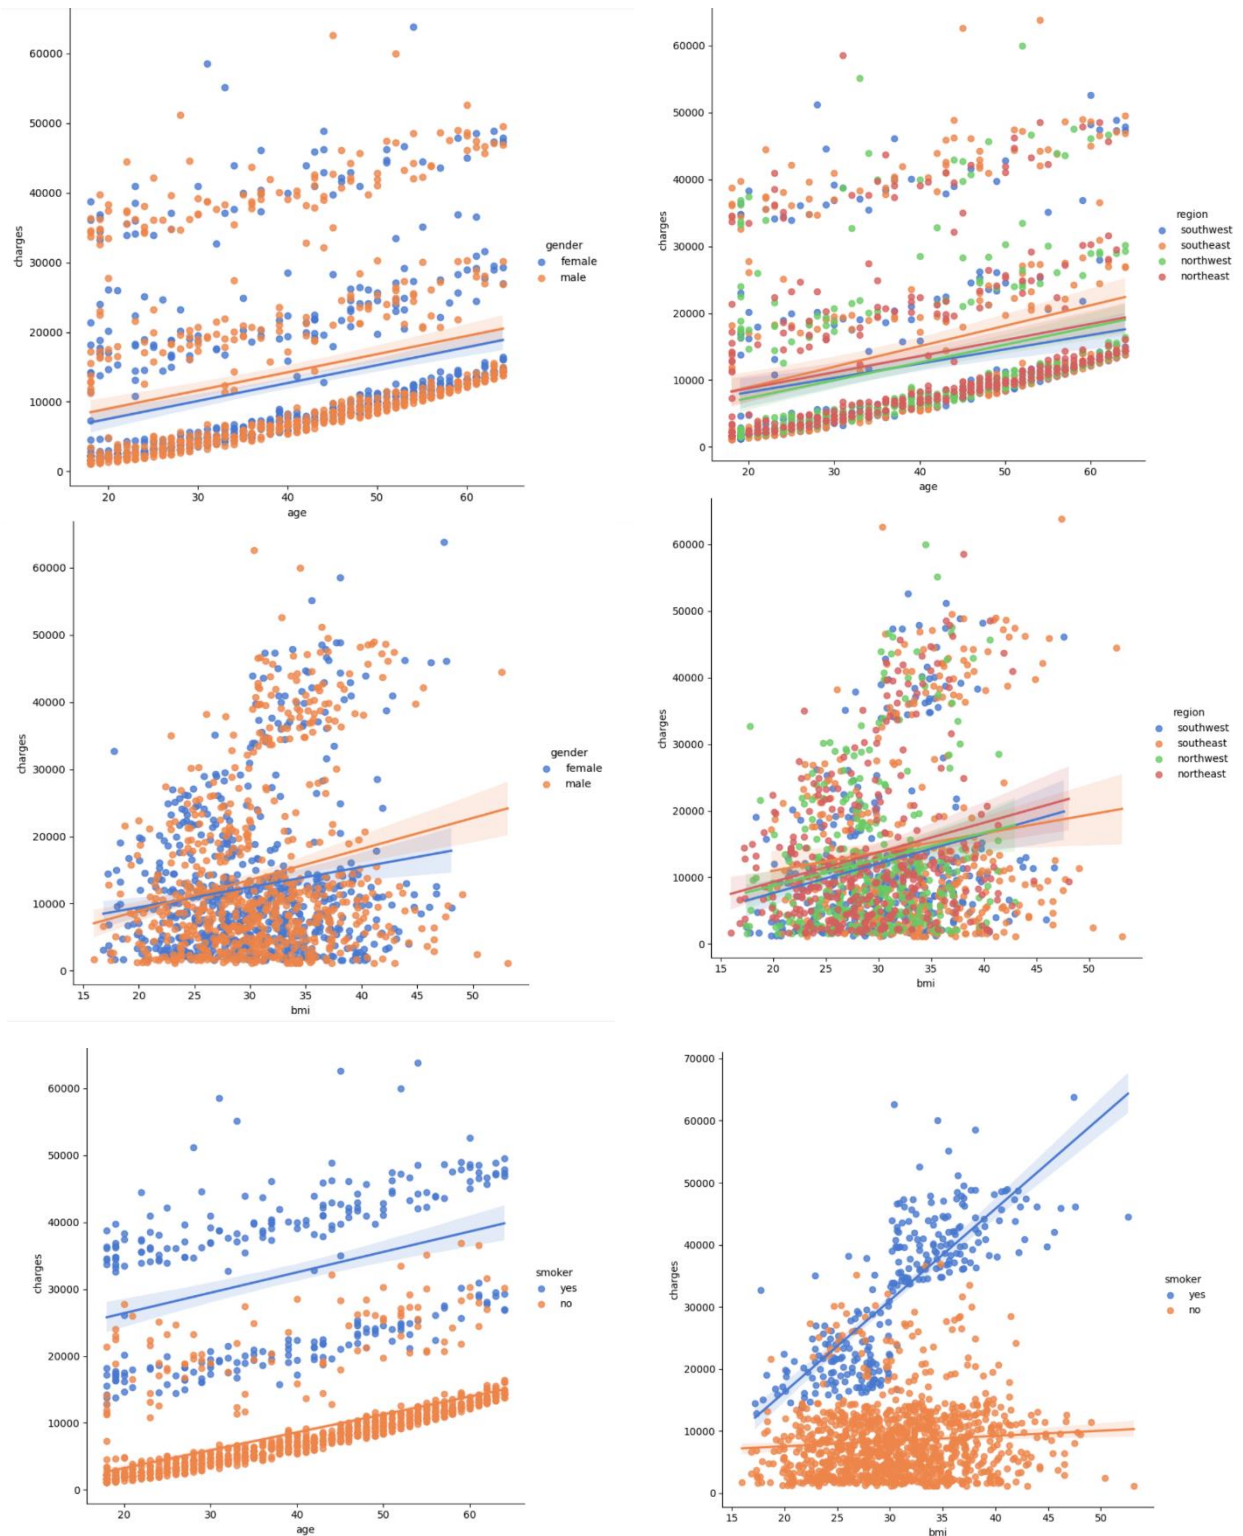 60000
50000
40000
30000
20000
10000
0
charges
20
30
40
50
60
age
gender
female
male
60000
50000
40000
30000
20000
10000
0
charges
20
30
40
50
60
age
region
southwest
southeast
northwest
northeast
60000
50000
40000
30000
20000
10000
0
charges
15
20
25
30
35
40
45
50
bmi
gender
female
male
60000
50000
40000
30000
20000
10000
0
charges
15
20
25
30
35
40
45
50
bmi
region
southwest
southeast
northwest
northeast
60000
50000
40000
30000
20000
10000
0
charges
20
30
40
50
60
age
smoker
yes
no
70000
60000
50000
40000
30000
20000
10000
0
charges
15
20
25
30
35
40
45
50
bmi
smoker
yes
no